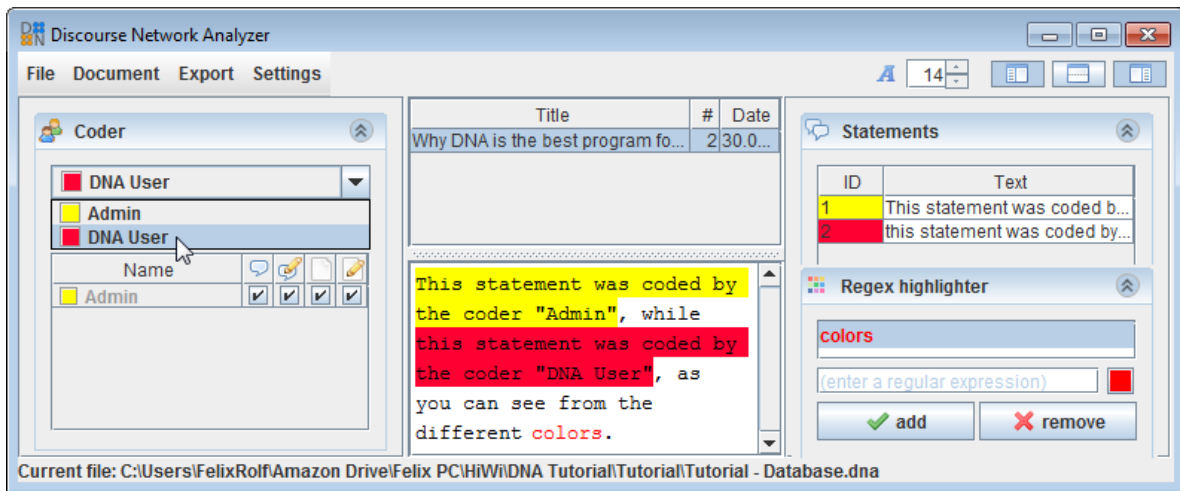 Discourse Network Analyzer
File Document Export Settings
14
Coder
DNA User
Admin
DNA User
Name
Admin
Title # Date
Why DNA is the best program fo... 2 30.0...
This statement was coded by
the coder "Admin", while
this statement was coded by
the coder "DNA User", as
you can see from the
different colors.
Statements
ID Text
1 This statement was coded b...
2 this statement was coded by...
Regex highlighter
colors
(enter a regular expression)
add remove
Current file: C:\Users\FelixRolf\Amazon Drive\Felix PC\HiWi\DNA Tutorial\Tutorial\Tutorial - Database.dna